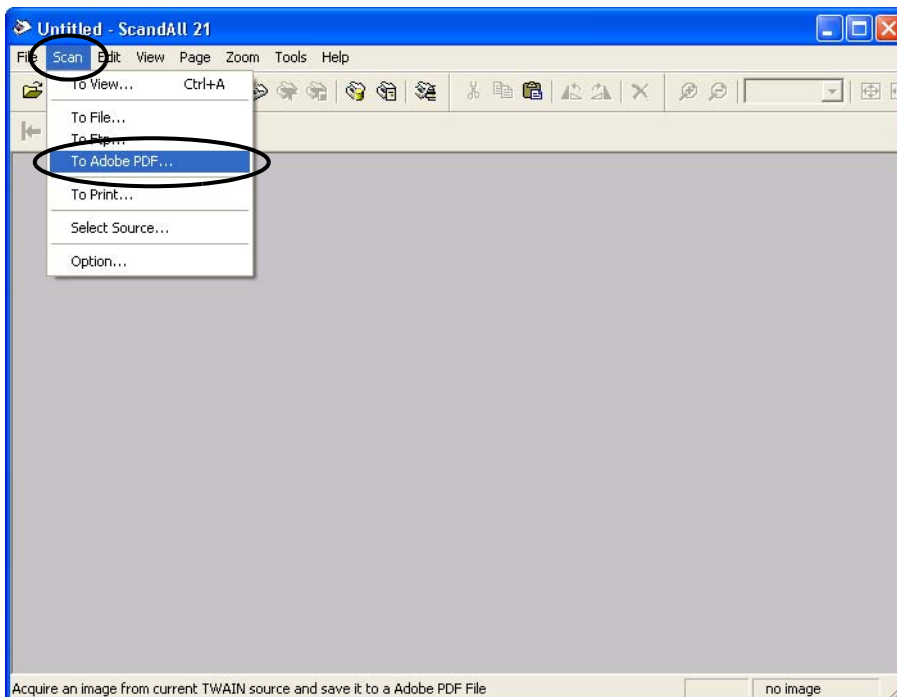 Untitled - ScandAll 21
File Scan Edit View Page Zoom Tools Help
To View... Ctrl+A
To File...
To Ftp...
To Adobe PDF...
To Print...
Select Source...
Option...
Acquire an image from current TWAIN source and save it to a Adobe PDF File
no image